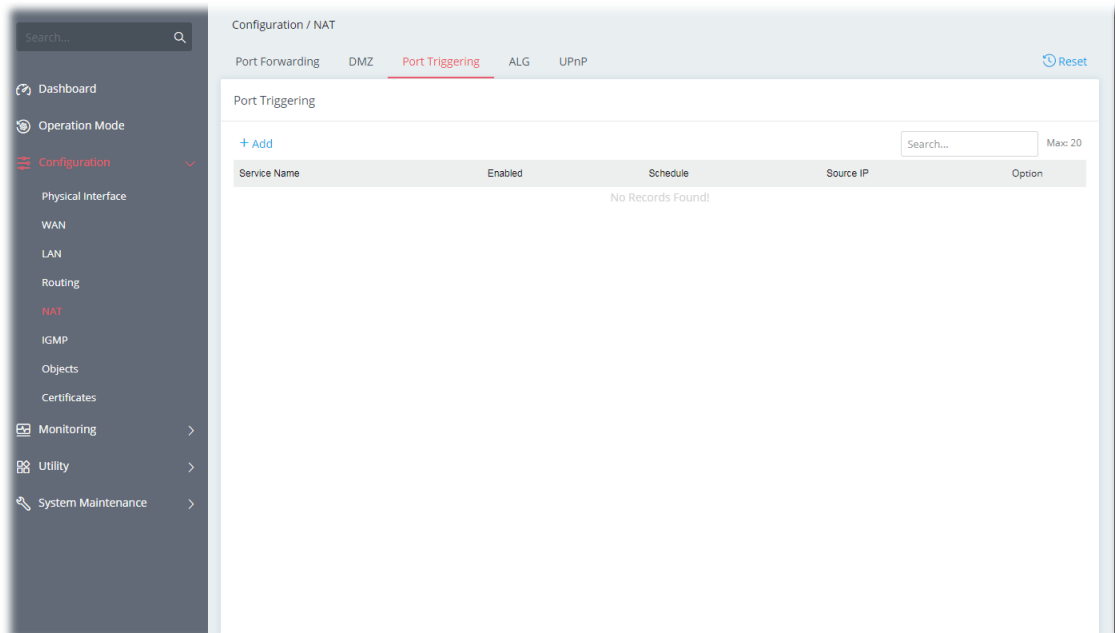 Search...
Dashboard
Operation Mode
Configuration
Physical Interface
WAN
LAN
Routing
NAT
IGMP
Objects
Certificates
Monitoring
Utility
System Maintenance
Configuration / NAT
Port Forwarding DMZ Port Triggering ALG UPnP Reset
Port Triggering
+ Add Search... Max: 20
Service Name Enabled Schedule Source IP Option
No Records Found!